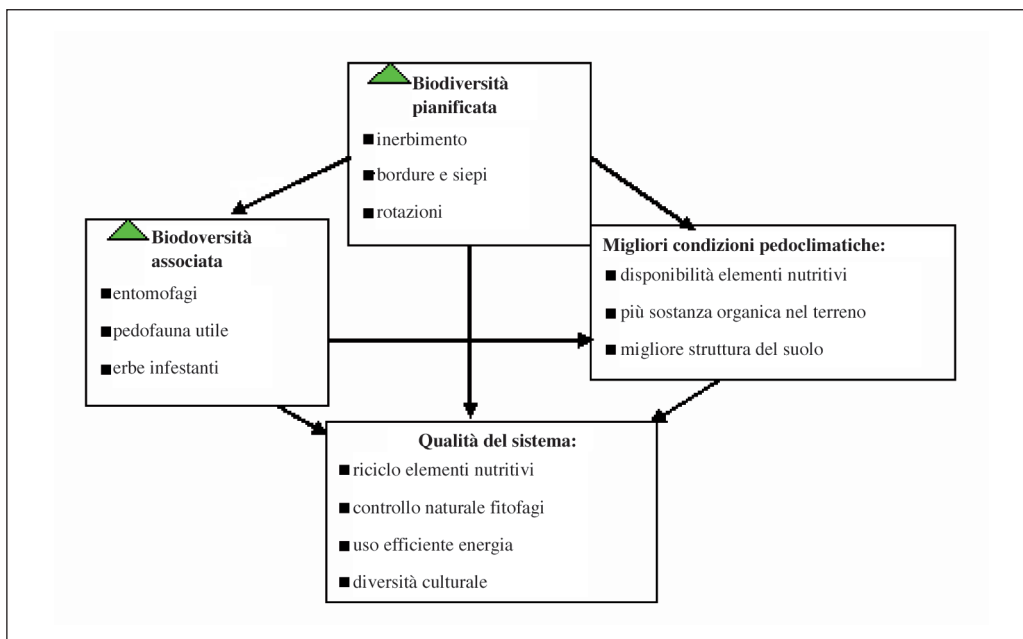 Biodiversità
pianificata
■ inerbimento
■ bordure e siepi
■ rotazioni
Biodoversità
associata
■ entomofagi
■ pedofauna utile
■ erbe infestanti
Migliori condizioni pedoclimatiche:
■ disponibilità elementi nutritivi
■ più sostanza organica nel terreno
■ migliore struttura del suolo
Qualità del sistema:
■ riciclo elementi nutritivi
■ controllo naturale fitofagi
■ uso efficiente energia
■ diversità culturale